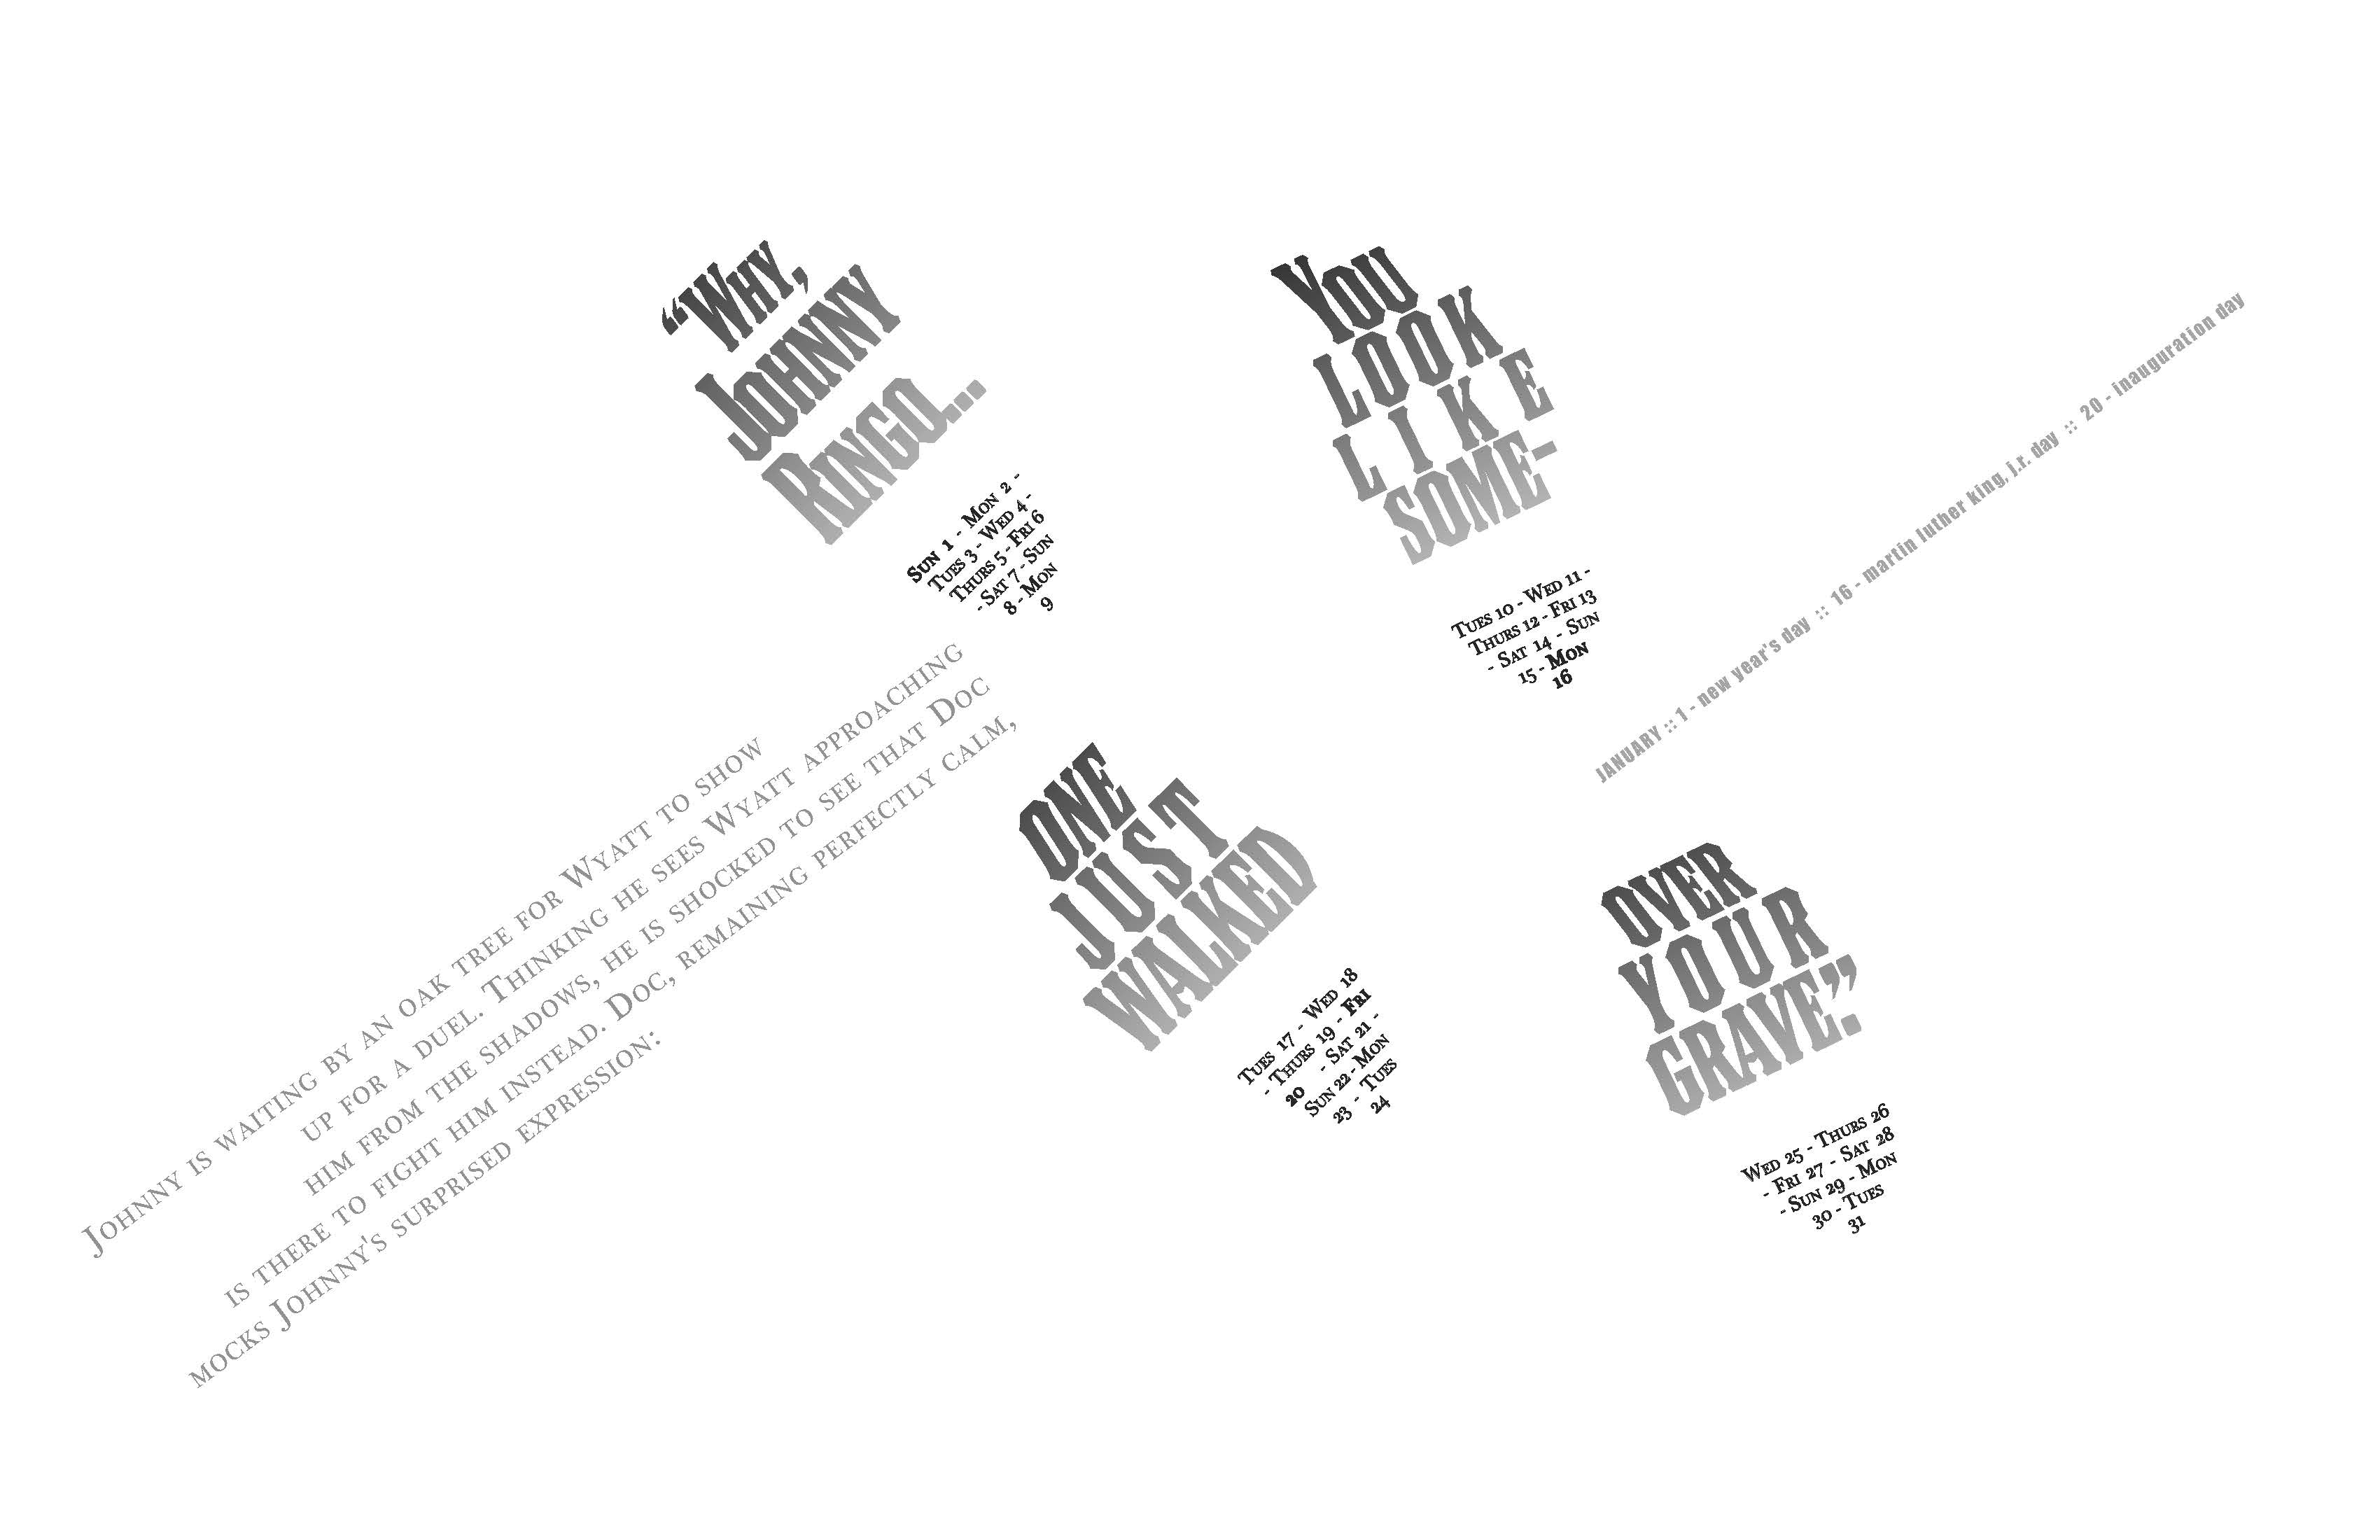 “Why,
Johnny
Ringo...
Sun 1 - Mon 2 -
Tues 3 - Wed 4 -
Thurs 5 - Fri 6
- Sat 7 - Sun
8 - Mon
9
You
Look
Like
Some-
Tues 10 - Wed 11 -
Thurs 12 - Fri 13
- Sat 14 - Sun
15 - Mon
16
One
Just
Walked
Tues 17 - Wed 18
- Thurs 19 - Fri
20 - Sat 21 -
Sun 22 - Mon
23 - Tues
24
Over
Your
Grave.”
Wed 25 - Thurs 26
- Fri 27 - Sat 28
- Sun 29 - Mon
30 - Tues
31
Johnny is waiting by an oak tree for Wyatt to show
up for a duel. Thinking he sees Wyatt approaching
him from the shadows, he is shocked to see that Doc
is there to fight him instead. Doc, remaining perfectly calm,
mocks Johnny's surprised expression:
JANUARY :: 1 - new year's day :: 16 - martin luther king, j.r. day :: 20 - inauguration day